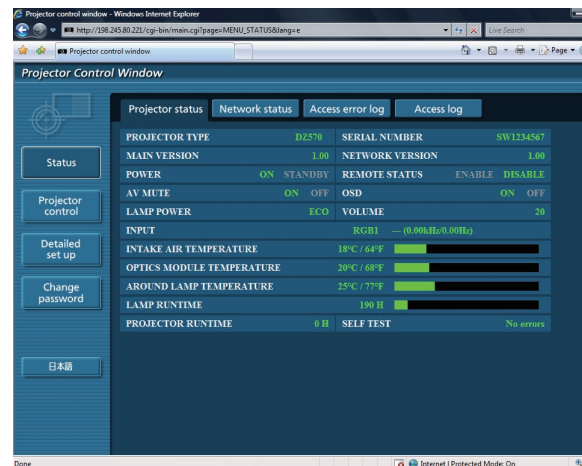 Projector control window - Windows Internet Explorer
http://198.245.80.221/cgi-bin/main.cgi?page=MENU_STATUS&lang=e
Live Search
Projector control window
Page
Projector Control Window
Projector status Network status Access error log Access log
PROJECTOR TYPE DZ570 SERIAL NUMBER SW1234567
MAIN VERSION 1.00 NETWORK VERSION 1.00
POWER ON STANDBY REMOTE STATUS ENABLE DISABLE
AV MUTE ON OFF OSD ON OFF
LAMP POWER ECO VOLUME 20
INPUT RGB1 --- (0.00kHz/0.00Hz)
INTAKE AIR TEMPERATURE 18°C / 64°F
OPTICS MODULE TEMPERATURE 20°C / 68°F
AROUND LAMP TEMPERATURE 25°C / 77°F
LAMP RUNTIME 190 H
PROJECTOR RUNTIME 0 H SELF TEST No errors
Status
Projector
control
Detailed
set up
Change
password
日本語
Done
Internet | Protected Mode: On